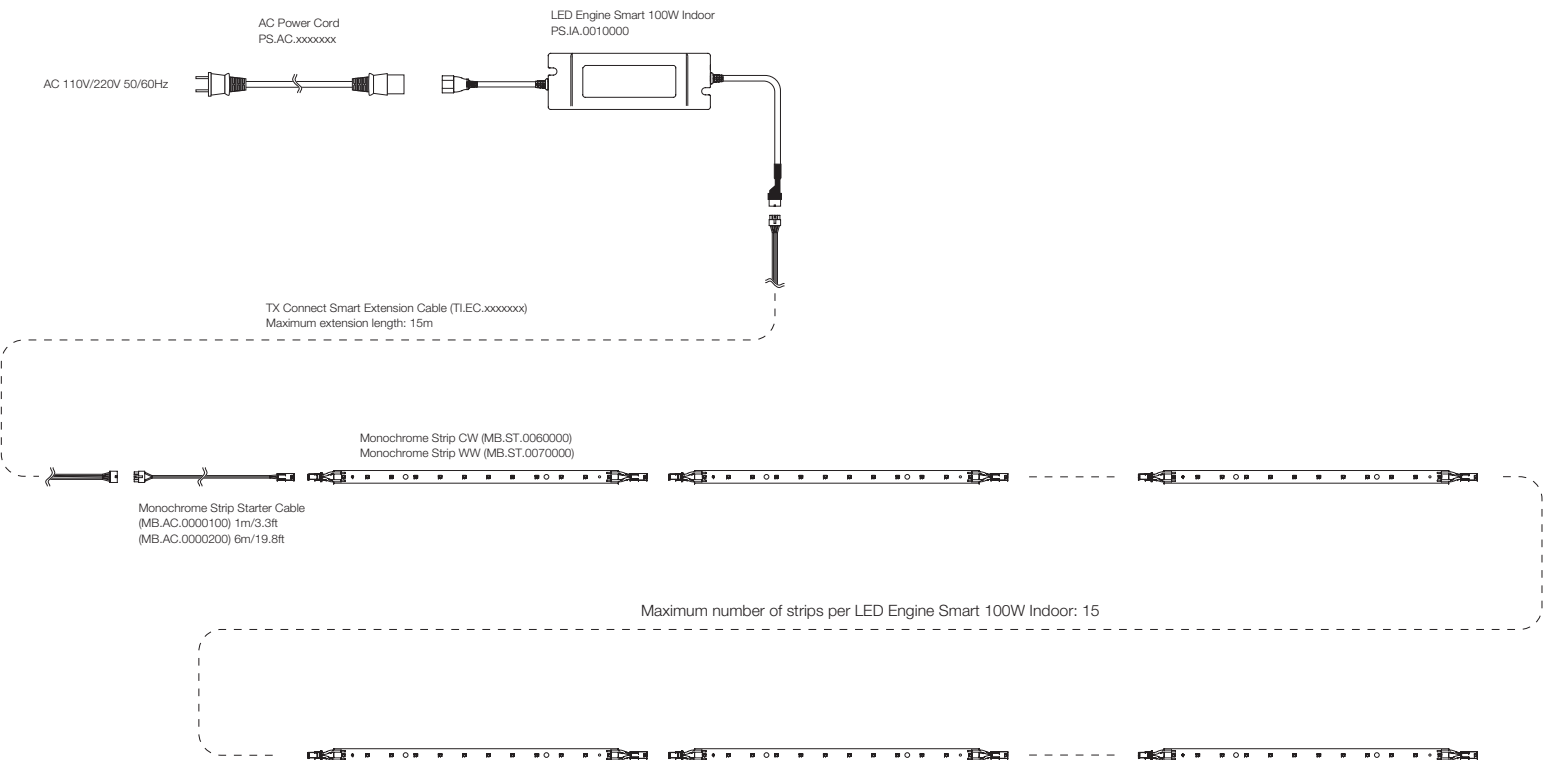 AC Power Cord
PS.AC.xxxxxxx
LED Engine Smart 100W Indoor
PS.IA.0010000
AC 110V/220V 50/60Hz
TX Connect Smart Extension Cable (TI.EC.xxxxxxx)
Maximum extension length: 15m
Monochrome Strip CW (MB.ST.0060000)
Monochrome Strip WW (MB.ST.0070000)
Monochrome Strip Starter Cable
(MB.AC.0000100) 1m/3.3ft
(MB.AC.0000200) 6m/19.8ft
Maximum number of strips per LED Engine Smart 100W Indoor: 15